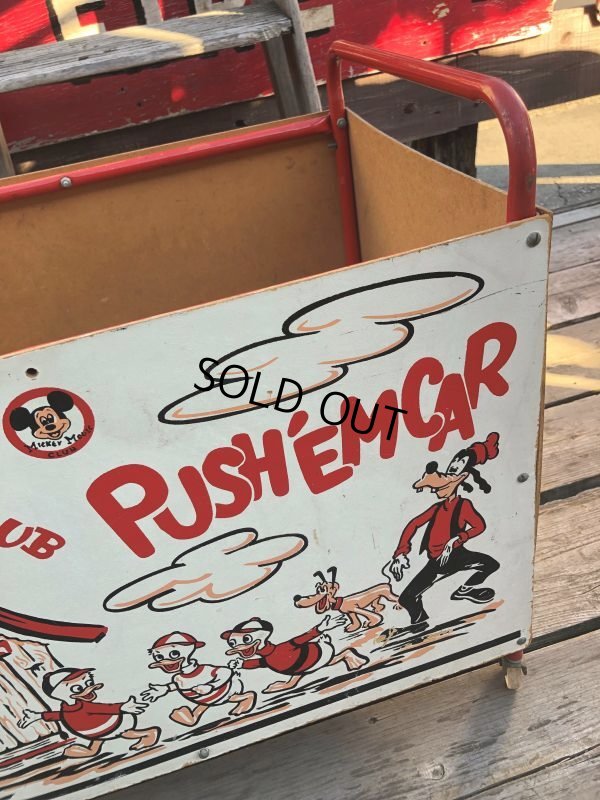 SOLD OUT
PUSH'EM CAR
MICKEY MOUSE
CLUB
UB